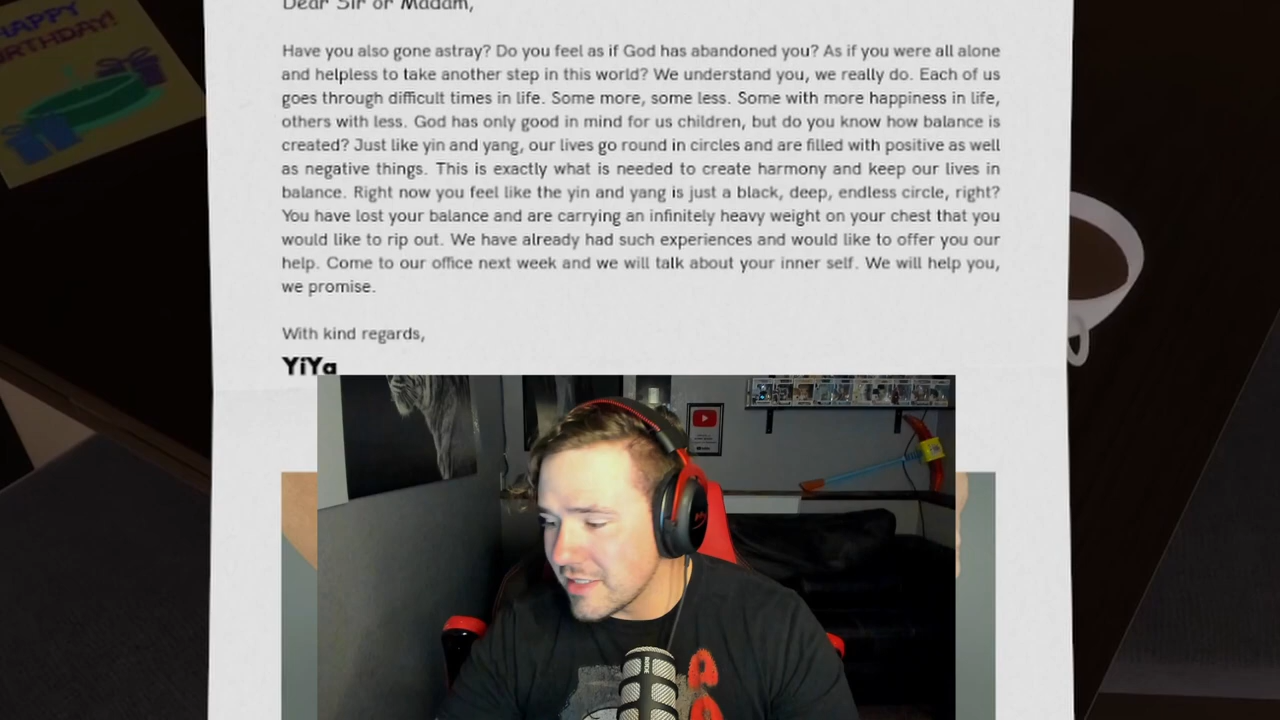 HAPPY
BIRTHDAY!
Dear Sir or Madam,
Have you also gone astray? Do you feel as if God has abandoned you? As if you were all alone
and helpless to take another step in this world? We understand you, we really do. Each of us
goes through difficult times in life. Some more, some less. Some with more happiness in life,
others with less. God has only good in mind for us children, but do you know how balance is
created? Just like yin and yang, our lives go round in circles and are filled with positive as well
as negative things. This is exactly what is needed to create harmony and keep our lives in
balance. Right now you feel like the yin and yang is just a black, deep, endless circle, right?
You have lost your balance and are carrying an infinitely heavy weight on your chest that you
would like to rip out. We have already had such experiences and would like to offer you our
help. Come to our office next week and we will talk about your inner self. We will help you,
we promise.
With kind regards,
YiYa